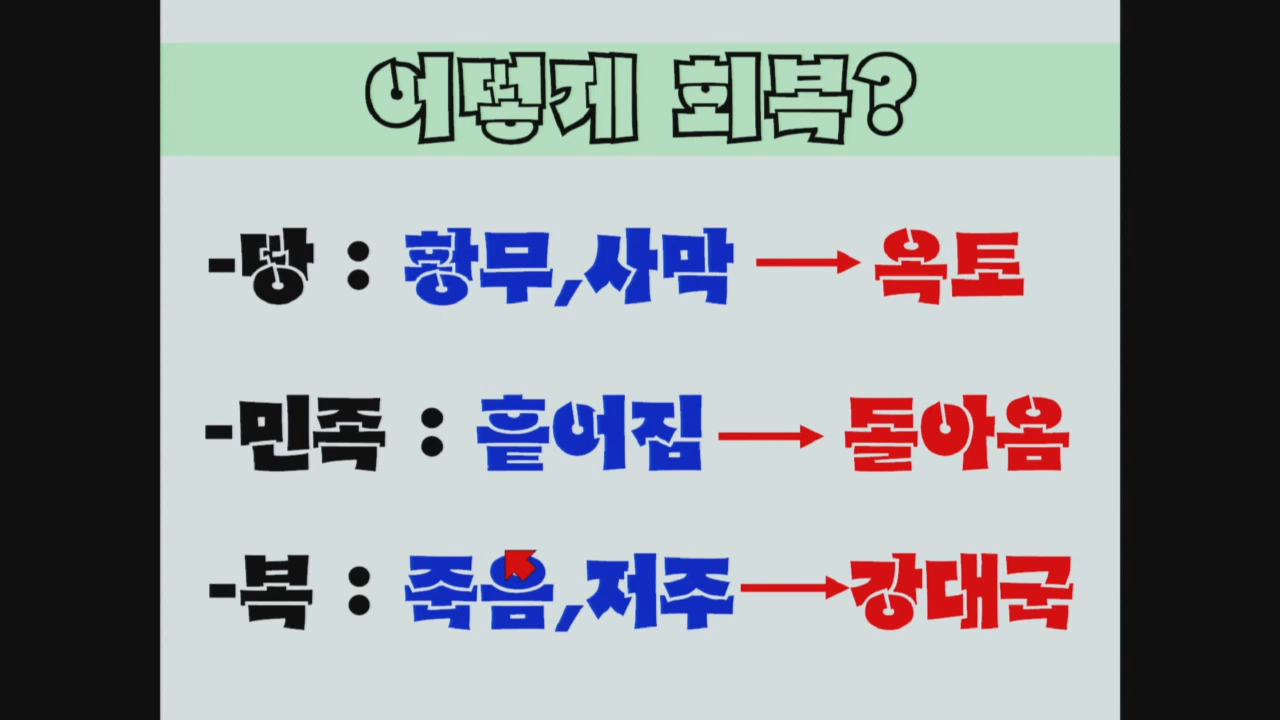 어떻게 회복?
-땅 : 황무,사막 → 옥토
-민족 : 흩어짐 → 돌아옴
-복 : 죽음,저주 → 강대국